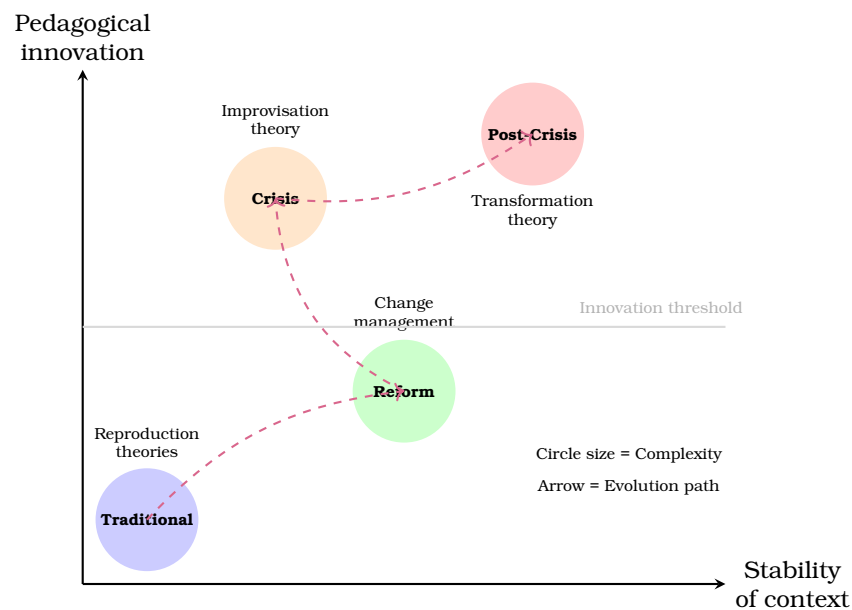 Pedagogical
innovation
Improvisation
theory
Post-Crisis
Crisis
Transformation
theory
Change
management
Innovation threshold
Reform
Reproduction
theories
Circle size = Complexity
Arrow = Evolution path
Traditional
Stability
of context